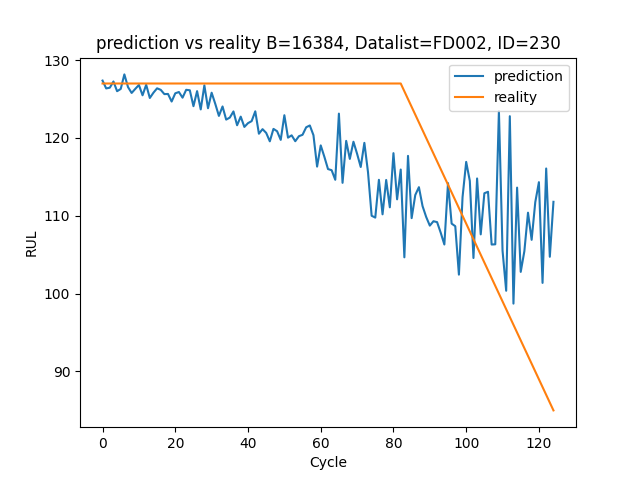 prediction vs reality B=16384, Datalist=FD002, ID=230
prediction
reality
130
120
110
100
90
RUL
0 20 40 60 80 100 120
Cycle